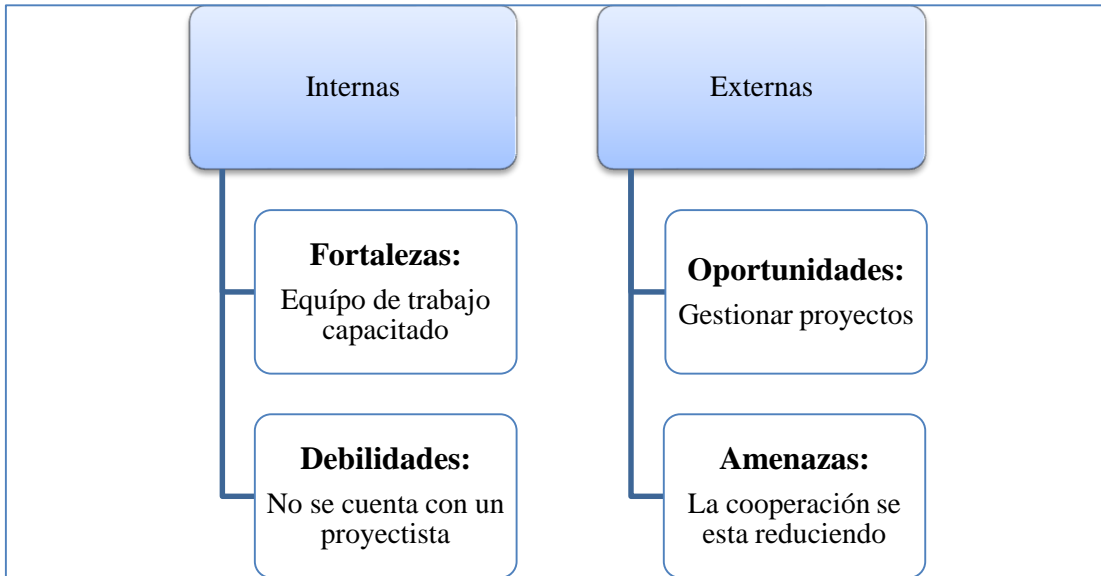 Internas
Fortalezas:
Equípo de trabajo
capacitado
Debilidades:
No se cuenta con un
proyectista
Externas
Oportunidades:
Gestionar proyectos
Amenazas:
La cooperación se
esta reduciendo